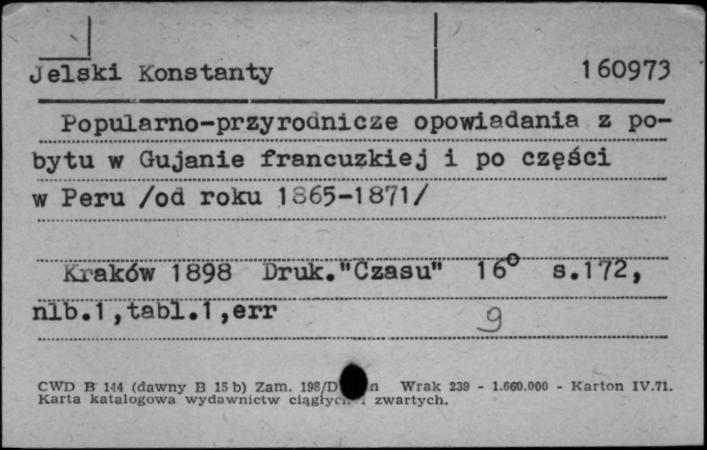 Jelski Konstanty 160973
Popularno-przyrodnicze opowiadania z po-
bytu w Gujanie francuzkiej i po części
w Peru /od roku 1865-1871/
Kraków 1898 Druk."Czasu" 16° s.172,
nlb.1,tabl.1,err
9
CWD B 144 (dawny B 15 b) Zam. 198/D Wrak 239 - 1.660.000 - Karton IV.71.
Karta katalogowa wydawnictw ciągłych i zwartych.